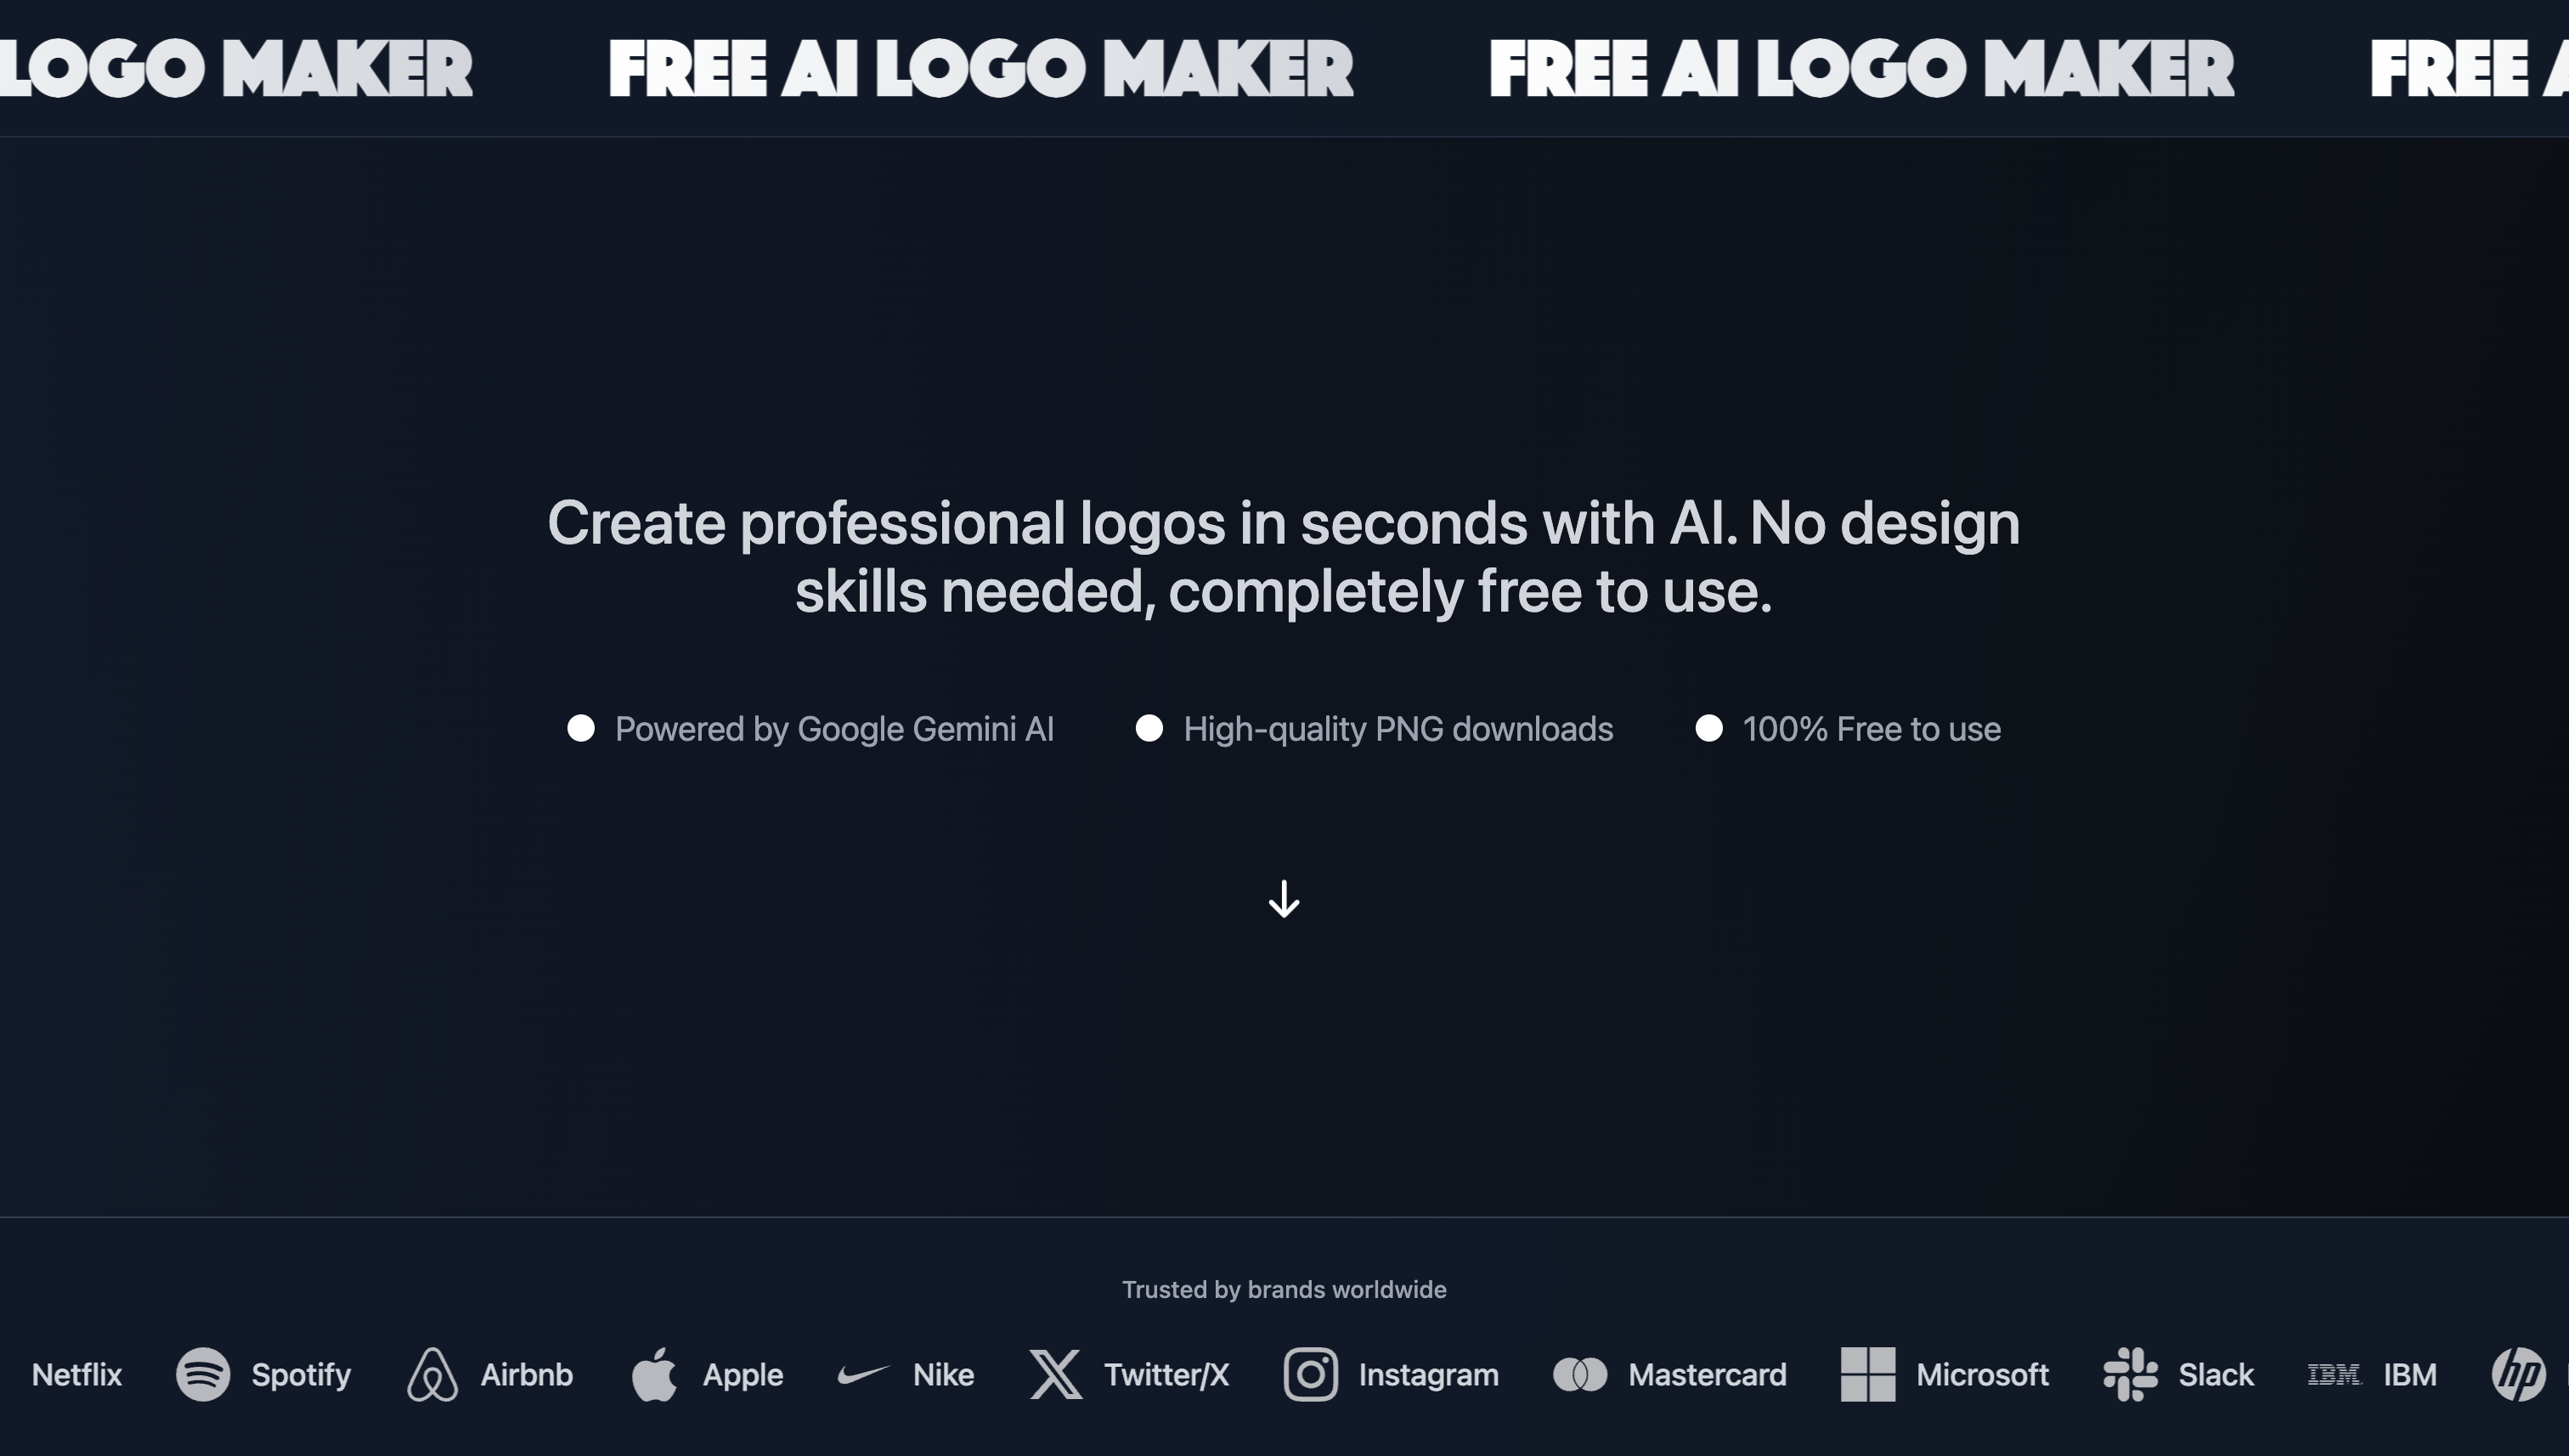 LOGO MAKER FREE AI LOGO MAKER FREE AI LOGO MAKER FREE
Create professional logos in seconds with AI. No design
skills needed, completely free to use.
Powered by Google Gemini AI High-quality PNG downloads 100% Free to use
Trusted by brands worldwide
Netflix Spotify Airbnb Apple Nike Twitter/X Instagram Mastercard Microsoft Slack IBM IBM hp